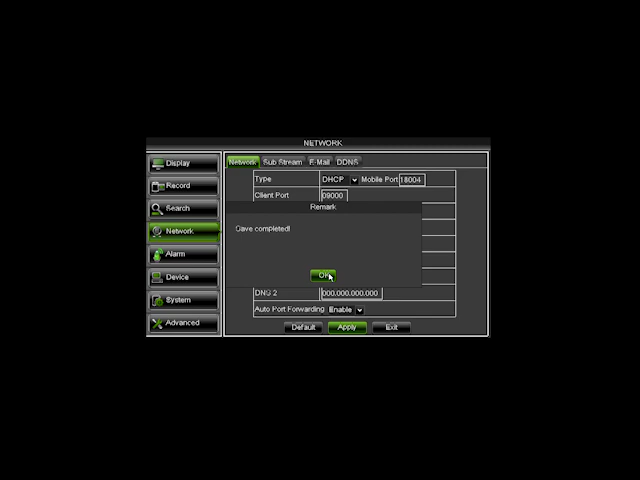 NETWORK
Display
Record
Search
Network
Alarm
Device
System
Advanced
Network Sub Stream E-Mail DDNS
Type DHCP Mobile Port 18004
Client Port 09000
Remark
Save completed!
OK
DNS 2 000.000.000.000
Auto Port Forwarding Enable
Default Apply Exit